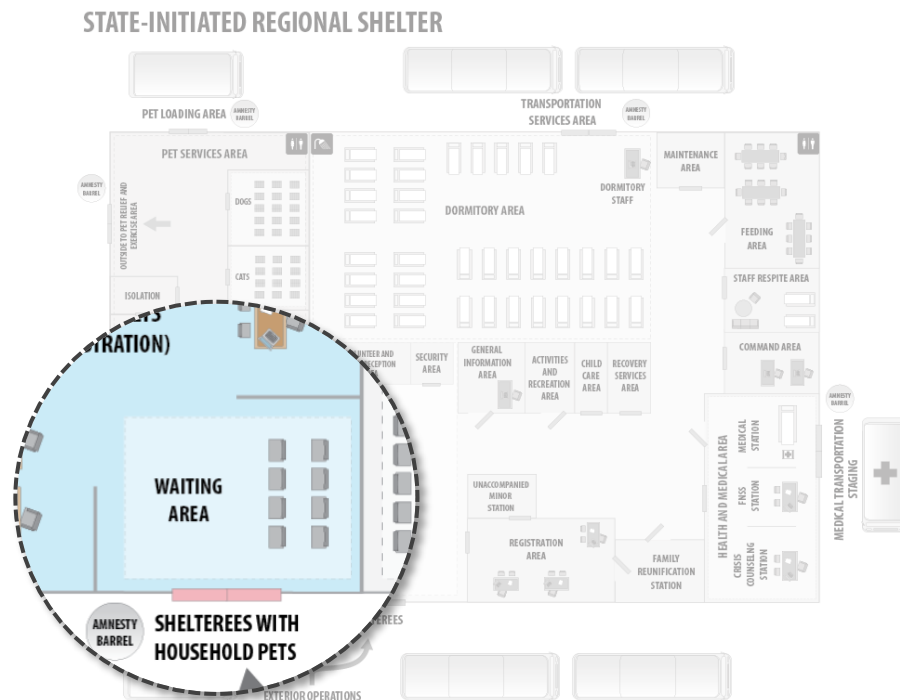 STATE-INITIATED REGIONAL SHELTER
PET LOADING AREA
AMNESTY
BARREL
TRANSPORTATION
SERVICES AREA
AMNESTY
BARREL
PET SERVICES AREA
AMNESTY
BARREL
OUTSIDE TO PET RELIEF AND
EXERCISE AREA
DOGS
CATS
ISOLATION
DORMITORY AREA
DORMITORY
STAFF
MAINTENANCE
AREA
FEEDING
AREA
STAFF RESPITE AREA
COMMAND AREA
AND
SECURITY
AREA
GENERAL
INFORMATION
AREA
ACTIVITIES
AND
RECREATION
AREA
CHILD
CARE
AREA
RECOVERY
SERVICES
AREA
AMNESTY
BARREL
MEDICAL TRANSPORTATION
STAGING
HEALTH AND MEDICAL AREA
MEDICAL
STATION
FNSS
STATION
CRISIS
COUNSELNG
STATION
UNACCOMPANIED
MINOR
STATION
REGISTRATION
AREA
FAMILY
REUNIFICATION
STATION
TRATION)
WAITING
AREA
AMNESTY
BARREL
SHELTEREES WITH
HOUSEHOLD PETS
EREES
EXTERIOR OPERATIONS